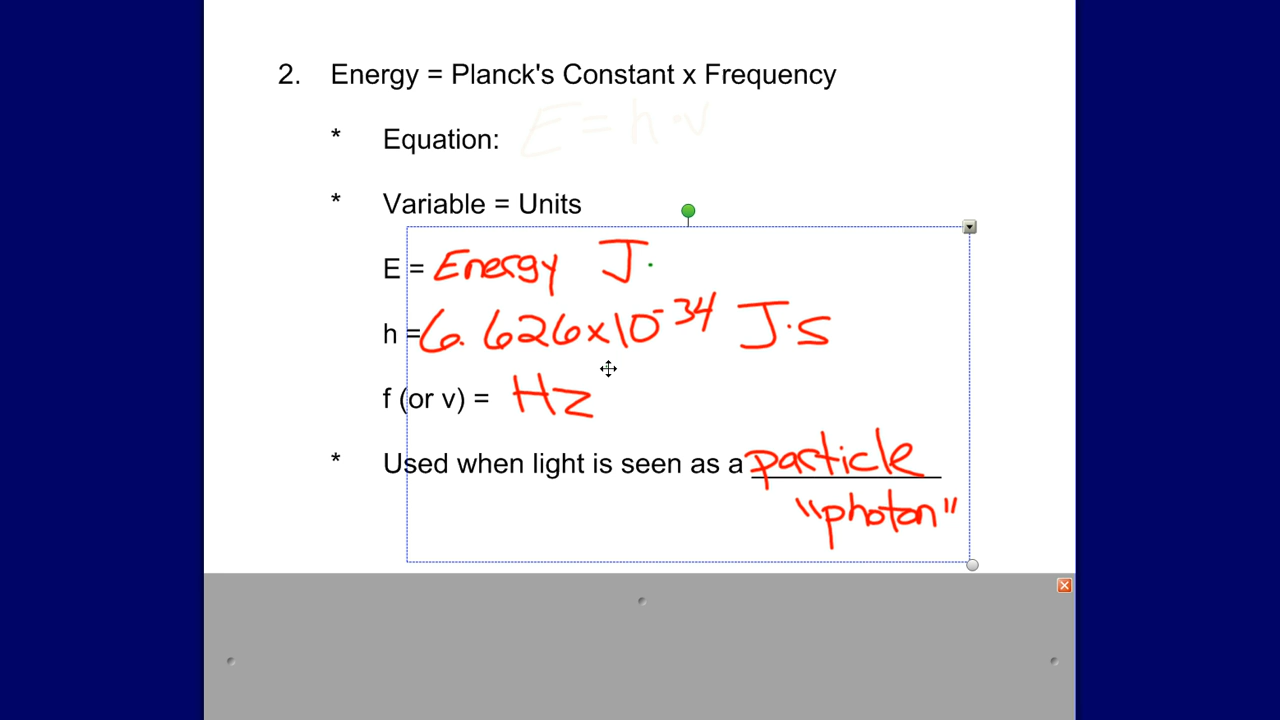 2. Energy = Planck's Constant x Frequency
* Equation: E = h·v
* Variable = Units
E = Energy J
h = 6.626x10⁻³⁴ J·s
f (or v) = Hz
* Used when light is seen as a particle
"photon"